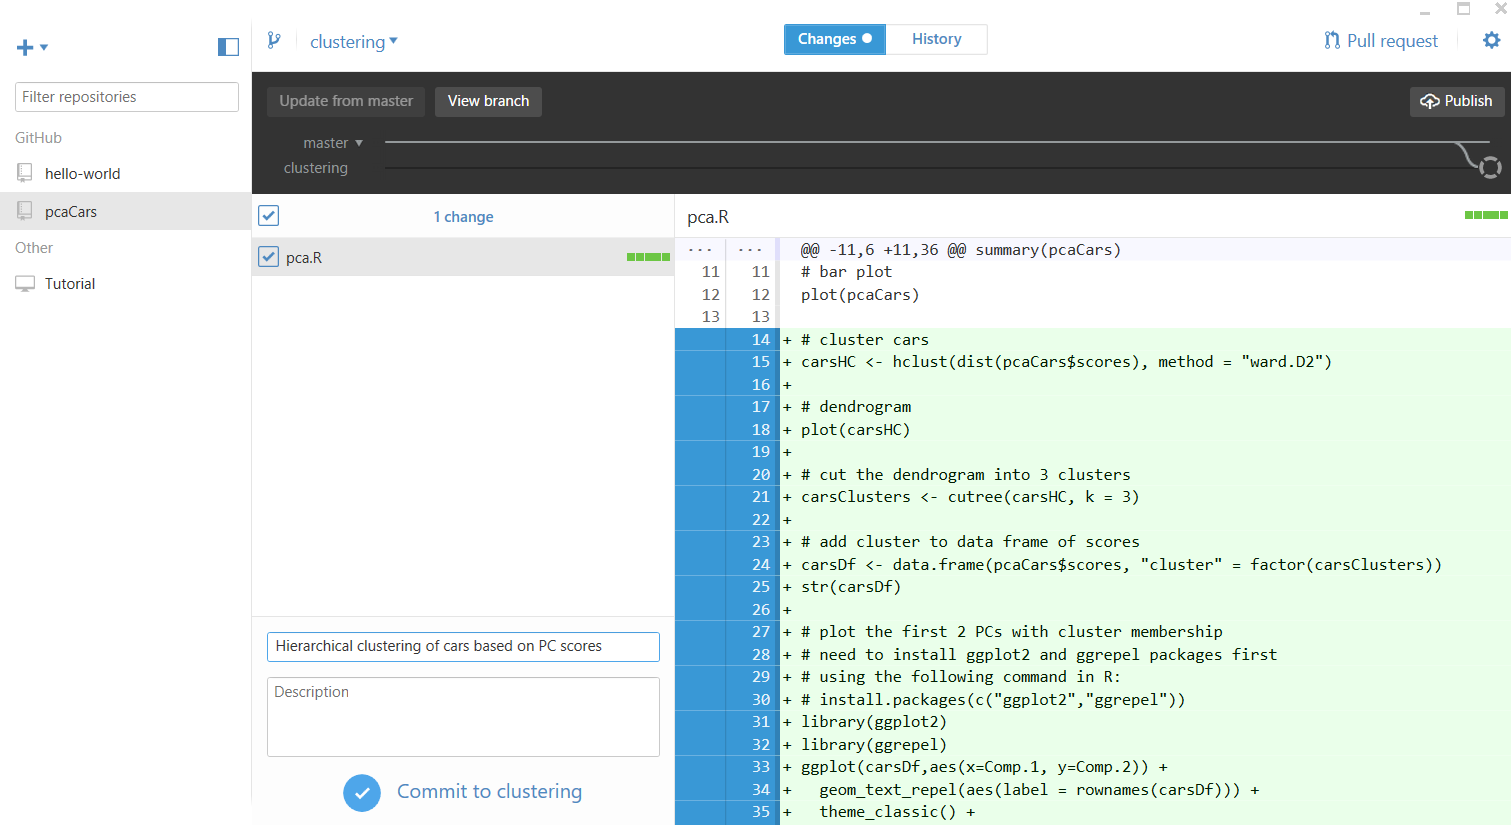 clustering
Changes
History
Pull request
Filter repositories
GitHub
hello-world
pcaCars
Other
Tutorial
Update from master
View branch
Publish
master
clustering
1 change
pca.R
Hierarchical clustering of cars based on PC scores
Description
Commit to clustering
pca.R
... ... @@ -11,6 +11,36 @@ summary(pcaCars)
11 11 # bar plot
12 12 plot(pcaCars)
13 13
14 + # cluster cars
15 + carsHC <- hclust(dist(pcaCars$scores), method = "ward.D2")
16 +
17 + # dendrogram
18 + plot(carsHC)
19 +
20 + # cut the dendrogram into 3 clusters
21 + carsClusters <- cutree(carsHC, k = 3)
22 +
23 + # add cluster to data frame of scores
24 + carsDf <- data.frame(pcaCars$scores, "cluster" = factor(carsClusters))
25 + str(carsDf)
26 +
27 + # plot the first 2 PCs with cluster membership
28 + # need to install ggplot2 and ggrepel packages first
29 + # using the following command in R:
30 + # install.packages(c("ggplot2","ggrepel"))
31 + library(ggplot2)
32 + library(ggrepel)
33 + ggplot(carsDf,aes(x=Comp.1, y=Comp.2)) +
34 +   geom_text_repel(aes(label = rownames(carsDf))) +
35 +   theme_classic() +